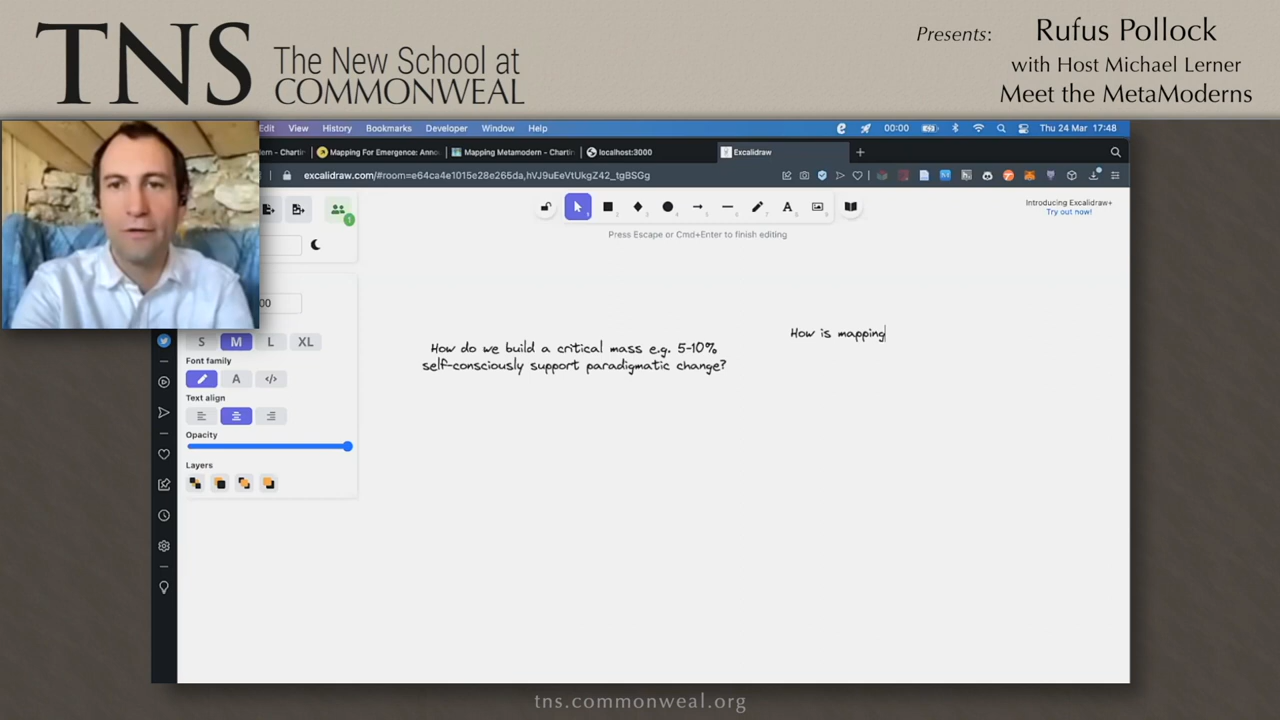 TNS
The New School at
COMMONWEAL
Presents: Rufus Pollock
with Host Michael Lerner
Meet the MetaModerns
Edit View History Bookmarks Developer Window Help 00:00 Thu 24 Mar 17:48
Mapping For Emergence: Mapping Metamodern - Chartin localhost:3000 Excalidraw
excalidraw.com/#room=e64ca4e1015e28e265da,hVJ9uEeVtUkgZ42_tgBSGg
1
Introducing Excalidraw+
Try out now!
Press Escape or Cmd+Enter to finish editing
00
How is mapping
How do we build a critical mass e.g. 5-10%
self-consciously support paradigmatic change?
S M L XL
Font family
A </>
Text align
Opacity
Layers
tns.commonweal.org